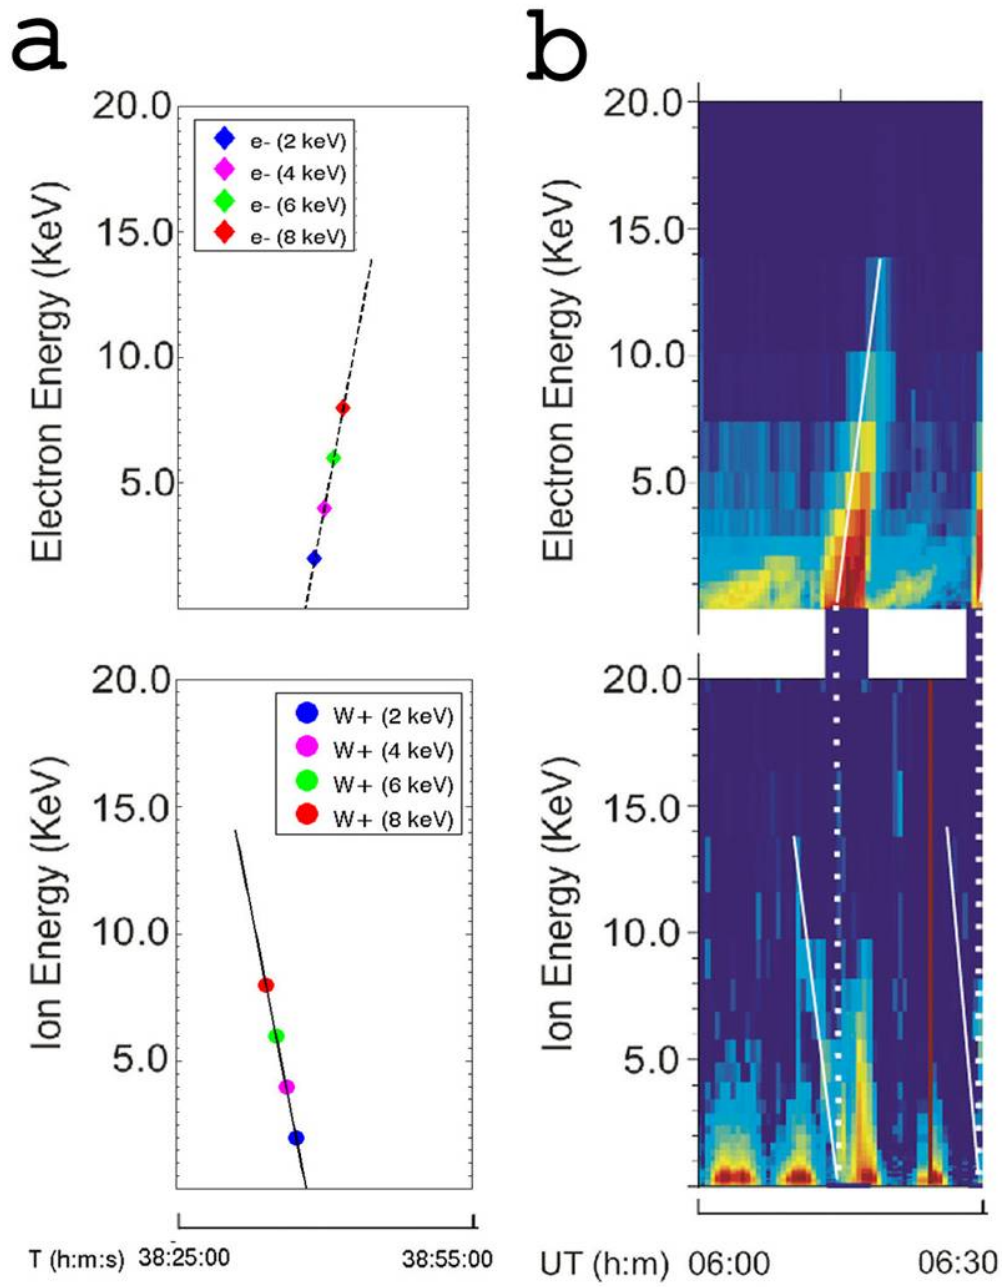 a
20.0
15.0
10.0
5.0
Electron Energy (KeV)
e- (2 keV)
e- (4 keV)
e- (6 keV)
e- (8 keV)
20.0
15.0
10.0
5.0
Ion Energy (KeV)
W+ (2 keV)
W+ (4 keV)
W+ (6 keV)
W+ (8 keV)
T (h:m:s) 38:25:00 38:55:00
b
20.0
15.0
10.0
5.0
Electron Energy (KeV)
20.0
15.0
10.0
5.0
Ion Energy (KeV)
UT (h:m) 06:00 06:30